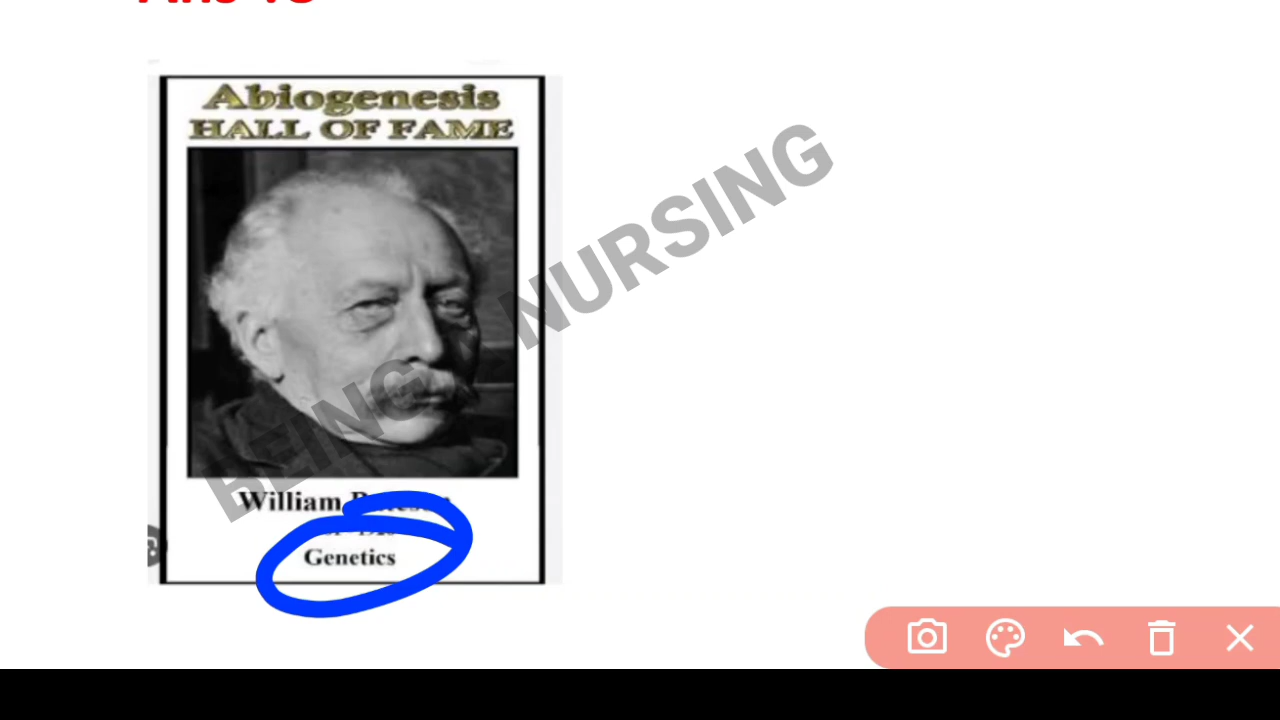 Abiogenesis
HALL OF FAME
BEING NURSING
William
Genetics